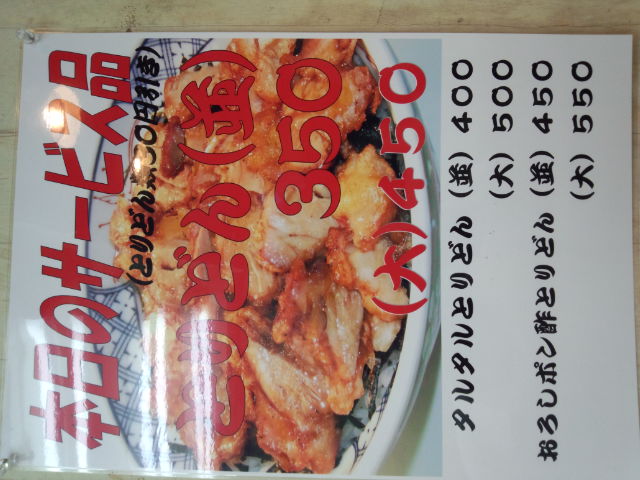 本日のサービス品
(とりどん類50円引き)
とりどん(並)
350
(大)450
タルタルとりどん (並) 400
(大) 500
おろしポン酢とりどん (並) 450
(大) 550